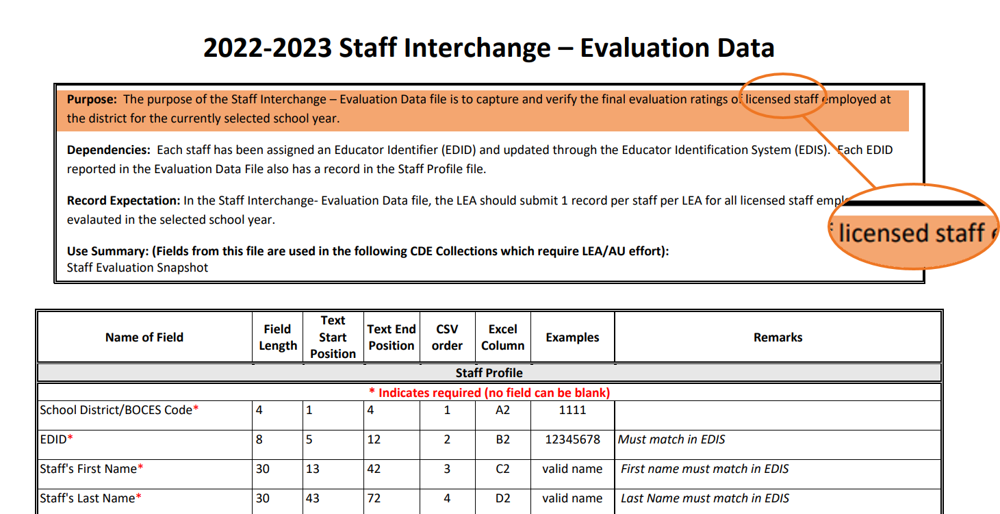 2022-2023 Staff Interchange – Evaluation Data
Purpose: The purpose of the Staff Interchange – Evaluation Data file is to capture and verify the final evaluation ratings of licensed staff employed at
the district for the currently selected school year.
Dependencies: Each staff has been assigned an Educator Identifier (EDID) and updated through the Educator Identification System (EDIS). Each EDID
reported in the Evaluation Data File also has a record in the Staff Profile file.
Record Expectation: In the Staff Interchange- Evaluation Data file, the LEA should submit 1 record per staff per LEA for all licensed staff
evalauted in the selected school year.
licensed staff
Use Summary: (Fields from this file are used in the following CDE Collections which require LEA/AU effort):
Staff Evaluation Snapshot
Name of Field Field Length Text Start Position Text End Position CSV order Excel Column Examples Remarks
Staff Profile
* Indicates required (no field can be blank)
School District/BOCES Code* 4 1 4 1 A2 1111
EDID* 8 5 12 2 B2 12345678 Must match in EDIS
Staff's First Name* 30 13 42 3 C2 valid name First name must match in EDIS
Staff's Last Name* 30 43 72 4 D2 valid name Last Name must match in EDIS